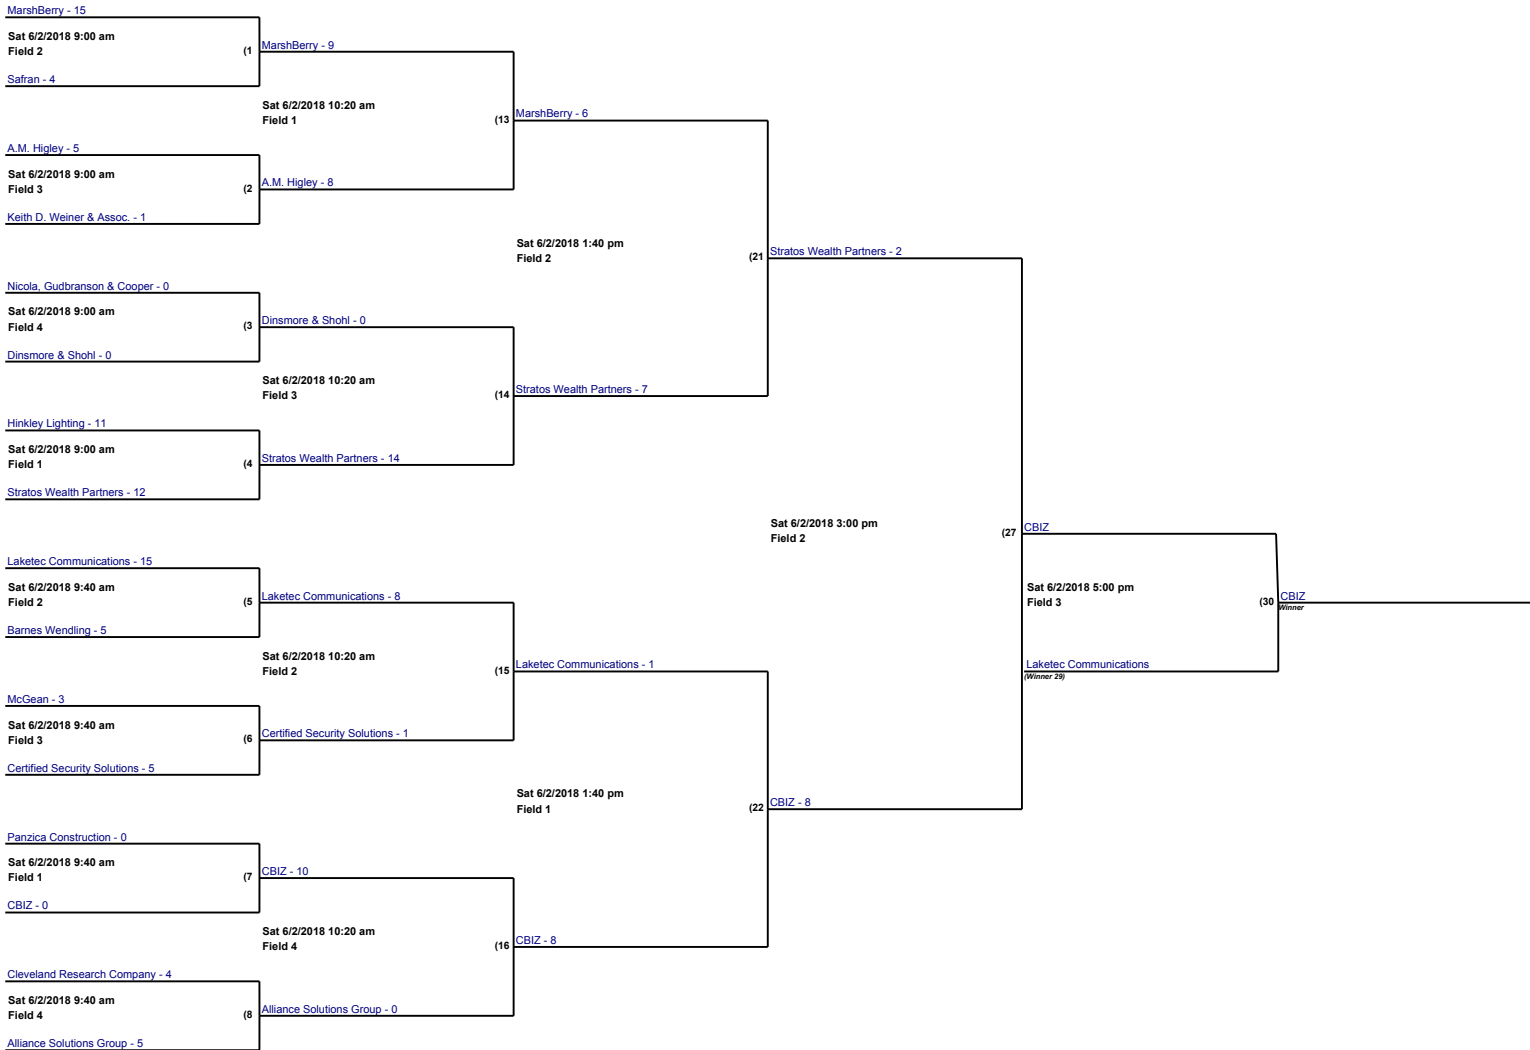 MarshBerry - 15
Sat 6/2/2018 9:00 am
Field 2
(1
Safran - 4
MarshBerry - 9
Sat 6/2/2018 10:20 am
Field 1
(13
A.M. Higley - 5
Sat 6/2/2018 9:00 am
Field 3
(2
Keith D. Weiner & Assoc. - 1
A.M. Higley - 8
MarshBerry - 6
Sat 6/2/2018 1:40 pm
Field 2
(21
Nicola, Gudbranson & Cooper - 0
Sat 6/2/2018 9:00 am
Field 4
(3
Dinsmore & Shohl - 0
Dinsmore & Shohl - 0
Sat 6/2/2018 10:20 am
Field 3
(14
Hinkley Lighting - 11
Sat 6/2/2018 9:00 am
Field 1
(4
Stratos Wealth Partners - 12
Stratos Wealth Partners - 14
Stratos Wealth Partners - 7
Stratos Wealth Partners - 2
Sat 6/2/2018 3:00 pm
Field 2
(27
Laketec Communications - 15
Sat 6/2/2018 9:40 am
Field 2
(5
Barnes Wendling - 5
Laketec Communications - 8
Sat 6/2/2018 10:20 am
Field 2
(15
McGean - 3
Sat 6/2/2018 9:40 am
Field 3
(6
Certified Security Solutions - 5
Certified Security Solutions - 1
Laketec Communications - 1
Sat 6/2/2018 1:40 pm
Field 1
(22
Panzica Construction - 0
Sat 6/2/2018 9:40 am
Field 1
(7
CBIZ - 0
CBIZ - 10
Sat 6/2/2018 10:20 am
Field 4
(16
Cleveland Research Company - 4
Sat 6/2/2018 9:40 am
Field 4
(8
Alliance Solutions Group - 5
Alliance Solutions Group - 0
CBIZ - 8
CBIZ - 8
CBIZ
Sat 6/2/2018 5:00 pm
Field 3
(30
Laketec Communications
(Winner 29)
CBIZ
Winner